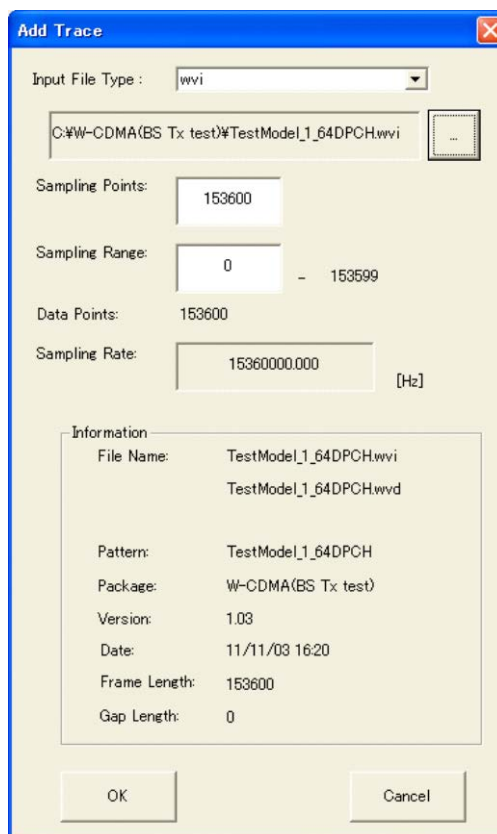 Add Trace
Input File Type : wvi
C:¥W-CDMA(BS Tx test)¥TestModel_1_64DPCH.wvi ...
Sampling Points: 153600
Sampling Range: 0 - 153599
Data Points: 153600
Sampling Rate: 15360000.000 [Hz]
Information
File Name: TestModel_1_64DPCH.wvi
TestModel_1_64DPCH.wvd
Pattern: TestModel_1_64DPCH
Package: W-CDMA(BS Tx test)
Version: 1.03
Date: 11/11/03 16:20
Frame Length: 153600
Gap Length: 0
OK Cancel